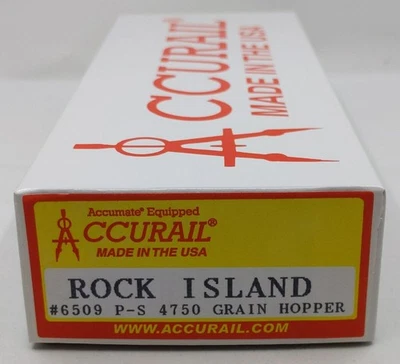 ACCURAIL
MADE IN THE USA
Accumate® Equipped
ACCURAIL®
MADE IN THE USA
ROCK ISLAND
#6509 P-S 4750 GRAIN HOPPER
WWW.ACCURAIL.COM